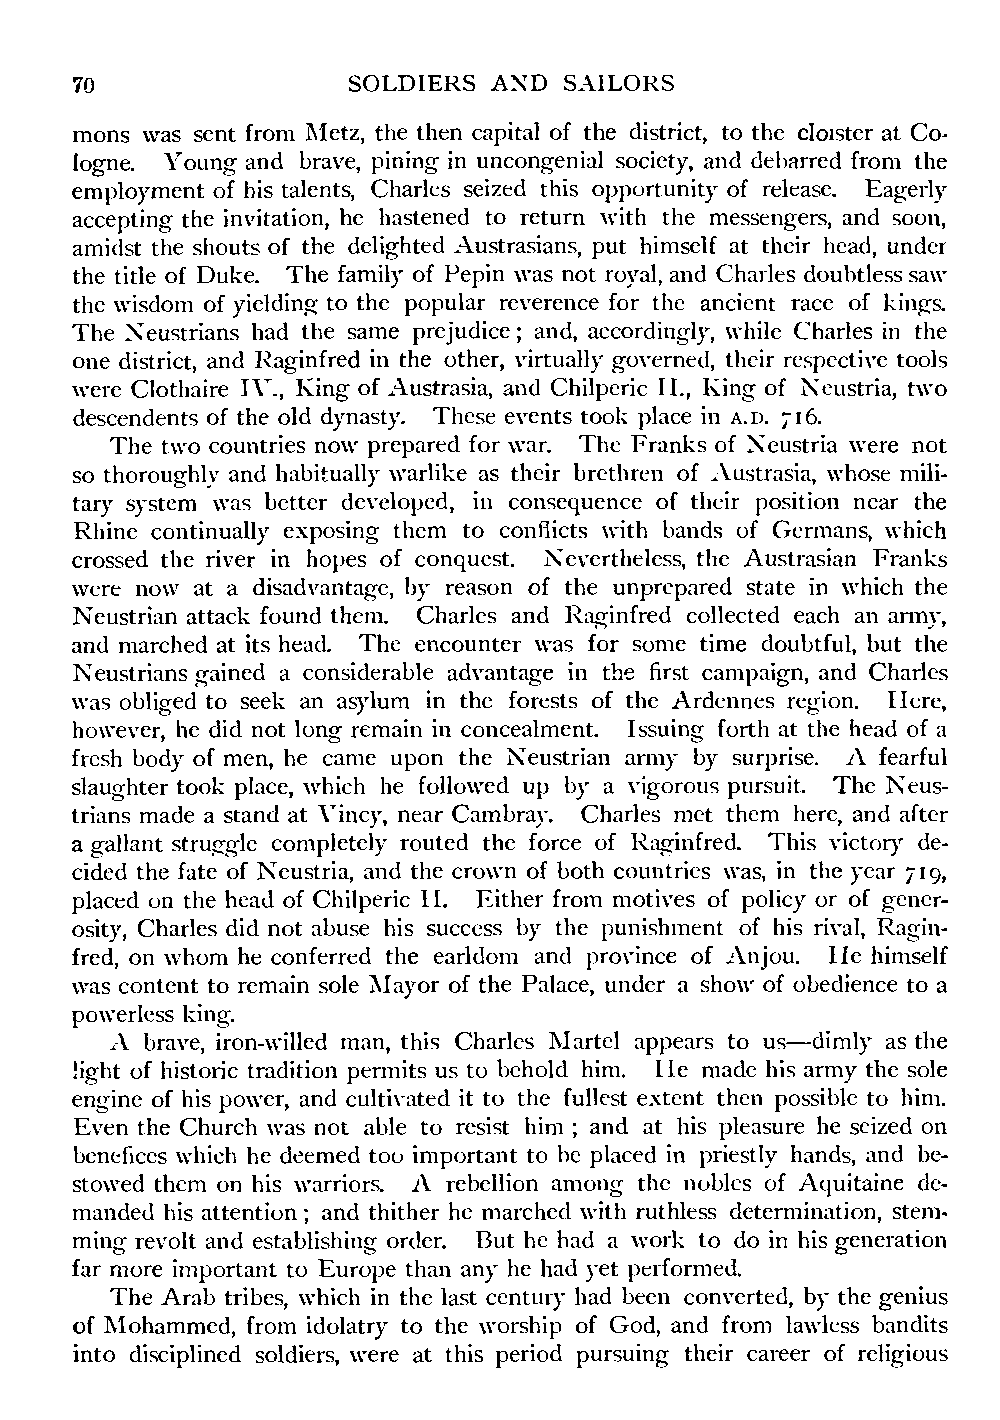 70 SOLDIERS AND SAILORS
mons was sent from Metz, the then capital of the district, to the cloister at Co-
logne. Young and brave, pining in uncongenial society, and debarred from the
employment of his talents, Charles seized this opportunity of release. Eagerly
accepting the invitation, he hastened to return with the messengers, and soon,
amidst the shouts of the delighted Austrasians, put himself at their head, under
the title of Duke. The family of Pepin was not royal, and Charles doubtless saw
the wisdom of yielding to the popular reverence for the ancient race of kings.
The Neustrians had the same prejudice; and, accordingly, while Charles in the
one district, and Raginfred in the other, virtually governed, their respective tools
were Clothaire IV., King of Austrasia, and Chilperic II., King of Neustria, two
descendents of the old dynasty. These events took place in A.D. 716.
The two countries now prepared for war. The Franks of Neustria were not
so thoroughly and habitually warlike as their brethren of Austrasia, whose mili-
tary system was better developed, in consequence of their position near the
Rhine continually exposing them to conflicts with bands of Germans, which
crossed the river in hopes of conquest. Nevertheless, the Austrasian Franks
were now at a disadvantage, by reason of the unprepared state in which the
Neustrian attack found them. Charles and Raginfred collected each an army,
and marched at its head. The encounter was for some time doubtful, but the
Neustrians gained a considerable advantage in the first campaign, and Charles
was obliged to seek an asylum in the forests of the Ardennes region. Here,
however, he did not long remain in concealment. Issuing forth at the head of a
fresh body of men, he came upon the Neustrian army by surprise. A fearful
slaughter took place, which he followed up by a vigorous pursuit. The Neus-
trians made a stand at Vincy, near Cambray. Charles met them here, and after
a gallant struggle completely routed the force of Raginfred. This victory de-
cided the fate of Neustria, and the crown of both countries was, in the year 719,
placed on the head of Chilperic II. Either from motives of policy or of gener-
osity, Charles did not abuse his success by the punishment of his rival, Ragin-
fred, on whom he conferred the earldom and province of Anjou. He himself
was content to remain sole Mayor of the Palace, under a show of obedience to a
powerless king.
A brave, iron-willed man, this Charles Martel appears to us—dimly as the
light of historic tradition permits us to behold him. He made his army the sole
engine of his power, and cultivated it to the fullest extent then possible to him.
Even the Church was not able to resist him; and at his pleasure he seized on
benefices which he deemed too important to be placed in priestly hands, and be-
stowed them on his warriors. A rebellion among the nobles of Aquitaine de-
manded his attention; and thither he marched with ruthless determination, stem-
ming revolt and establishing order. But he had a work to do in his generation
far more important to Europe than any he had yet performed.
The Arab tribes, which in the last century had been converted, by the genius
of Mohammed, from idolatry to the worship of God, and from lawless bandits
into disciplined soldiers, were at this period pursuing their career of religious